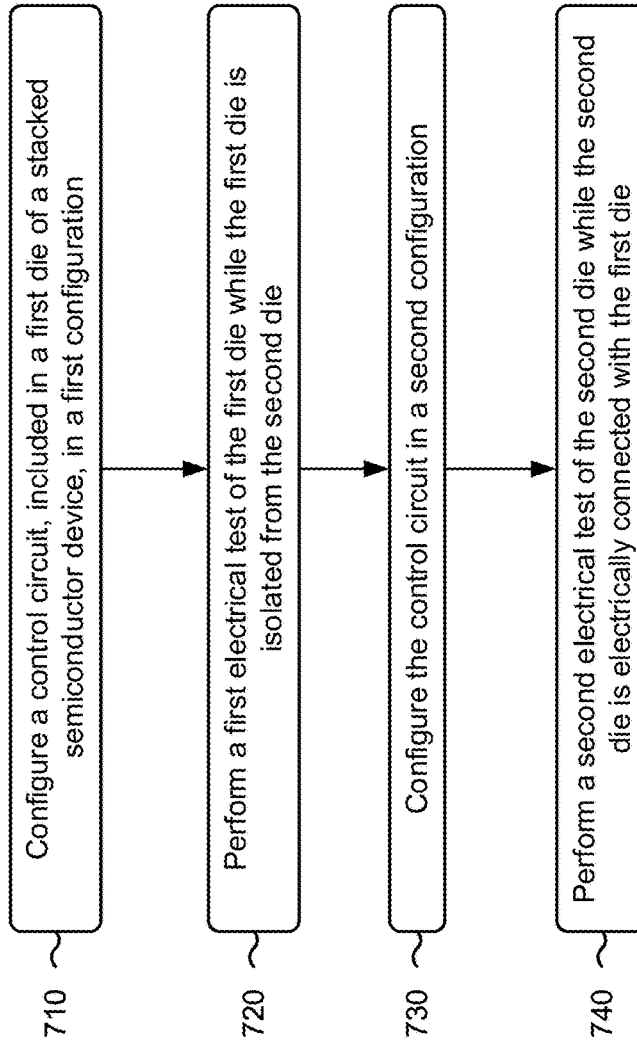 710
Configure a control circuit, included in a first die of a stacked
semiconductor device, in a first configuration
720
Perform a first electrical test of the first die while the first die is
isolated from the second die
730
Configure the control circuit in a second configuration
740
Perform a second electrical test of the second die while the second
die is electrically connected with the first die